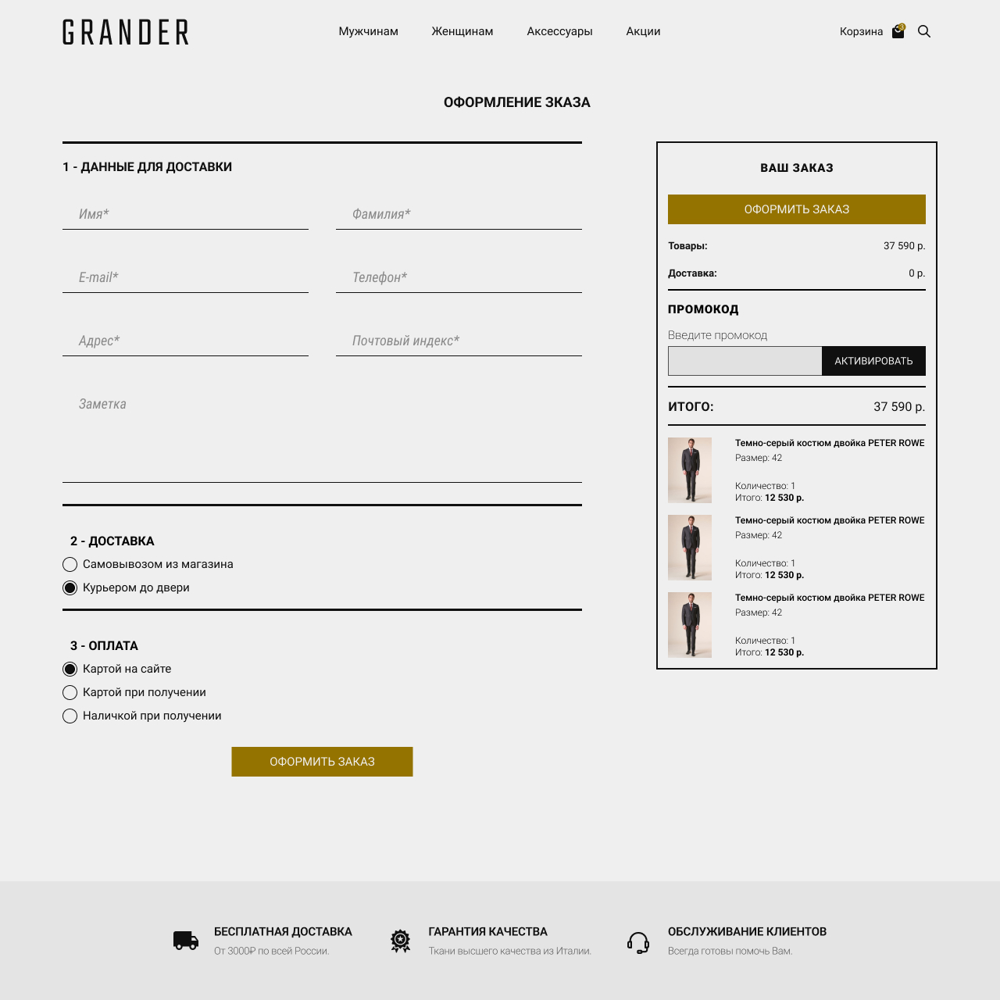 GRANDER
Мужчинам
Женщинам
Аксессуары
Акции
Корзина
3
ОФОРМЛЕНИЕ ЗКАЗА
1 - ДАННЫЕ ДЛЯ ДОСТАВКИ
Имя*
Фамилия*
E-mail*
Телефон*
Адрес*
Почтовый индекс*
Заметка
2 - ДОСТАВКА
Самовывозом из магазина
Курьером до двери
3 - ОПЛАТА
Картой на сайте
Картой при получении
Наличкой при получении
ОФОРМИТЬ ЗАКАЗ
ВАШ ЗАКАЗ
ОФОРМИТЬ ЗАКАЗ
Товары: 37 590 р.
Доставка: 0 р.
ПРОМОКОД
Введите промокод
АКТИВИРОВАТЬ
ИТОГО: 37 590 р.
Темно-серый костюм двойка PETER ROWE
Размер: 42
Количество: 1
Итого: 12 530 р.
Темно-серый костюм двойка PETER ROWE
Размер: 42
Количество: 1
Итого: 12 530 р.
Темно-серый костюм двойка PETER ROWE
Размер: 42
Количество: 1
Итого: 12 530 р.
БЕСПЛАТНАЯ ДОСТАВКА
От 3000₽ по всей России.
ГАРАНТИЯ КАЧЕСТВА
Ткани высшего качества из Италии.
ОБСЛУЖИВАНИЕ КЛИЕНТОВ
Всегда готовы помочь Вам.